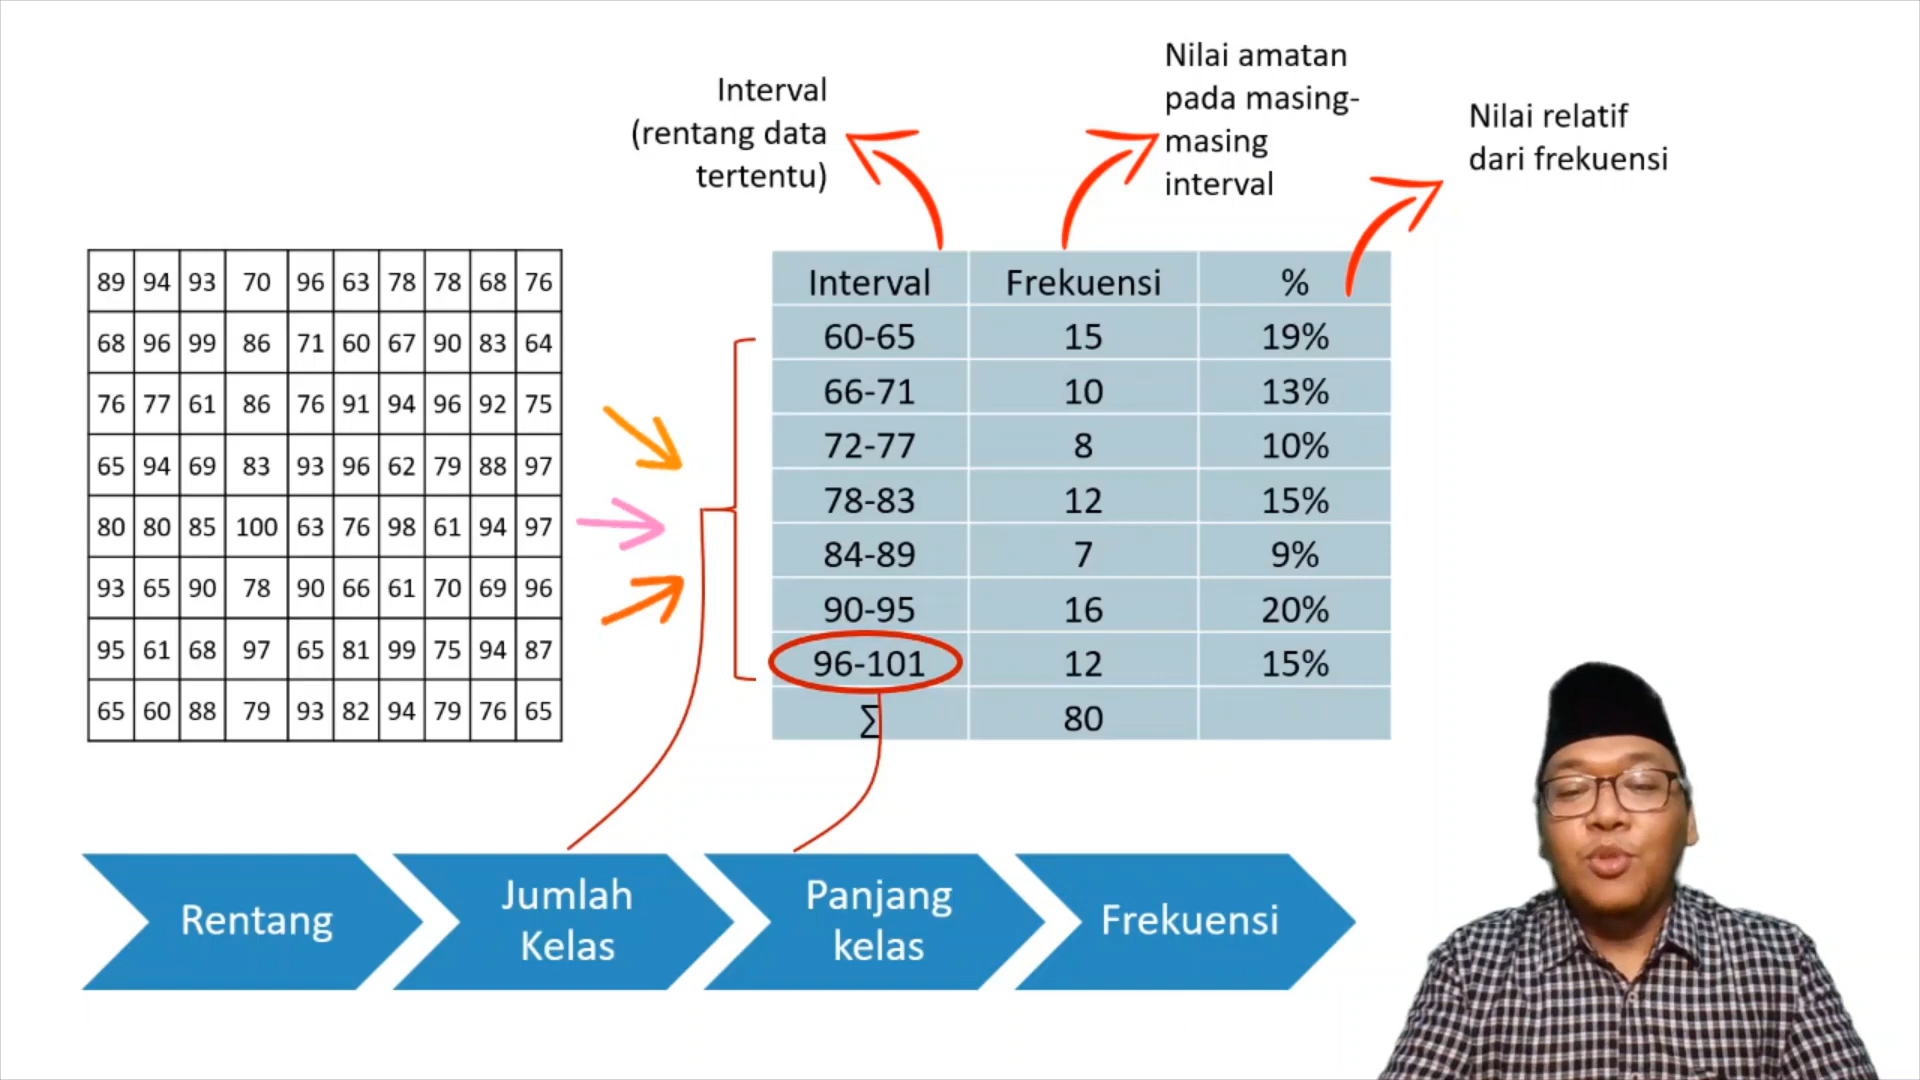 Interval
(rentang data
tertentu)
Nilai amatan
pada masing-
masing
interval
Nilai relatif
dari frekuensi
89 94 93 70 96 63 78 78 68 76
68 96 99 86 71 60 67 90 83 64
76 77 61 86 76 91 94 96 92 75
65 94 69 83 93 96 62 79 88 97
80 80 85 100 63 76 98 61 94 97
93 65 90 78 90 66 61 70 69 96
95 61 68 97 65 81 99 75 94 87
65 60 88 79 93 82 94 79 76 65
Interval Frekuensi %
60-65 15 19%
66-71 10 13%
72-77 8 10%
78-83 12 15%
84-89 7 9%
90-95 16 20%
96-101 12 15%
∑ 80
Rentang
Jumlah
Kelas
Panjang
kelas
Frekuensi